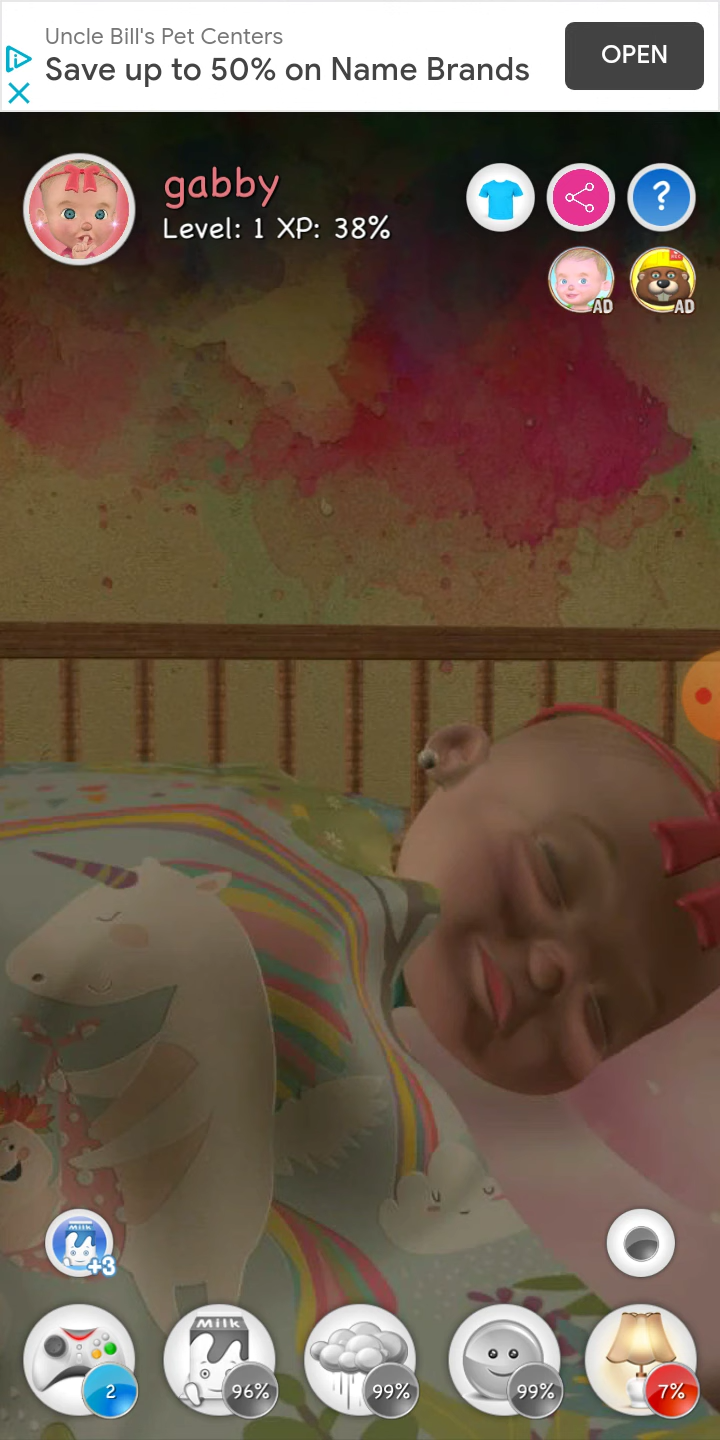 Uncle Bill's Pet Centers
Save up to 50% on Name Brands
OPEN
gabby
Level: 1 XP: 38%
?
AD
AD
Milk
+3
Milk
2
96%
99%
99%
7%